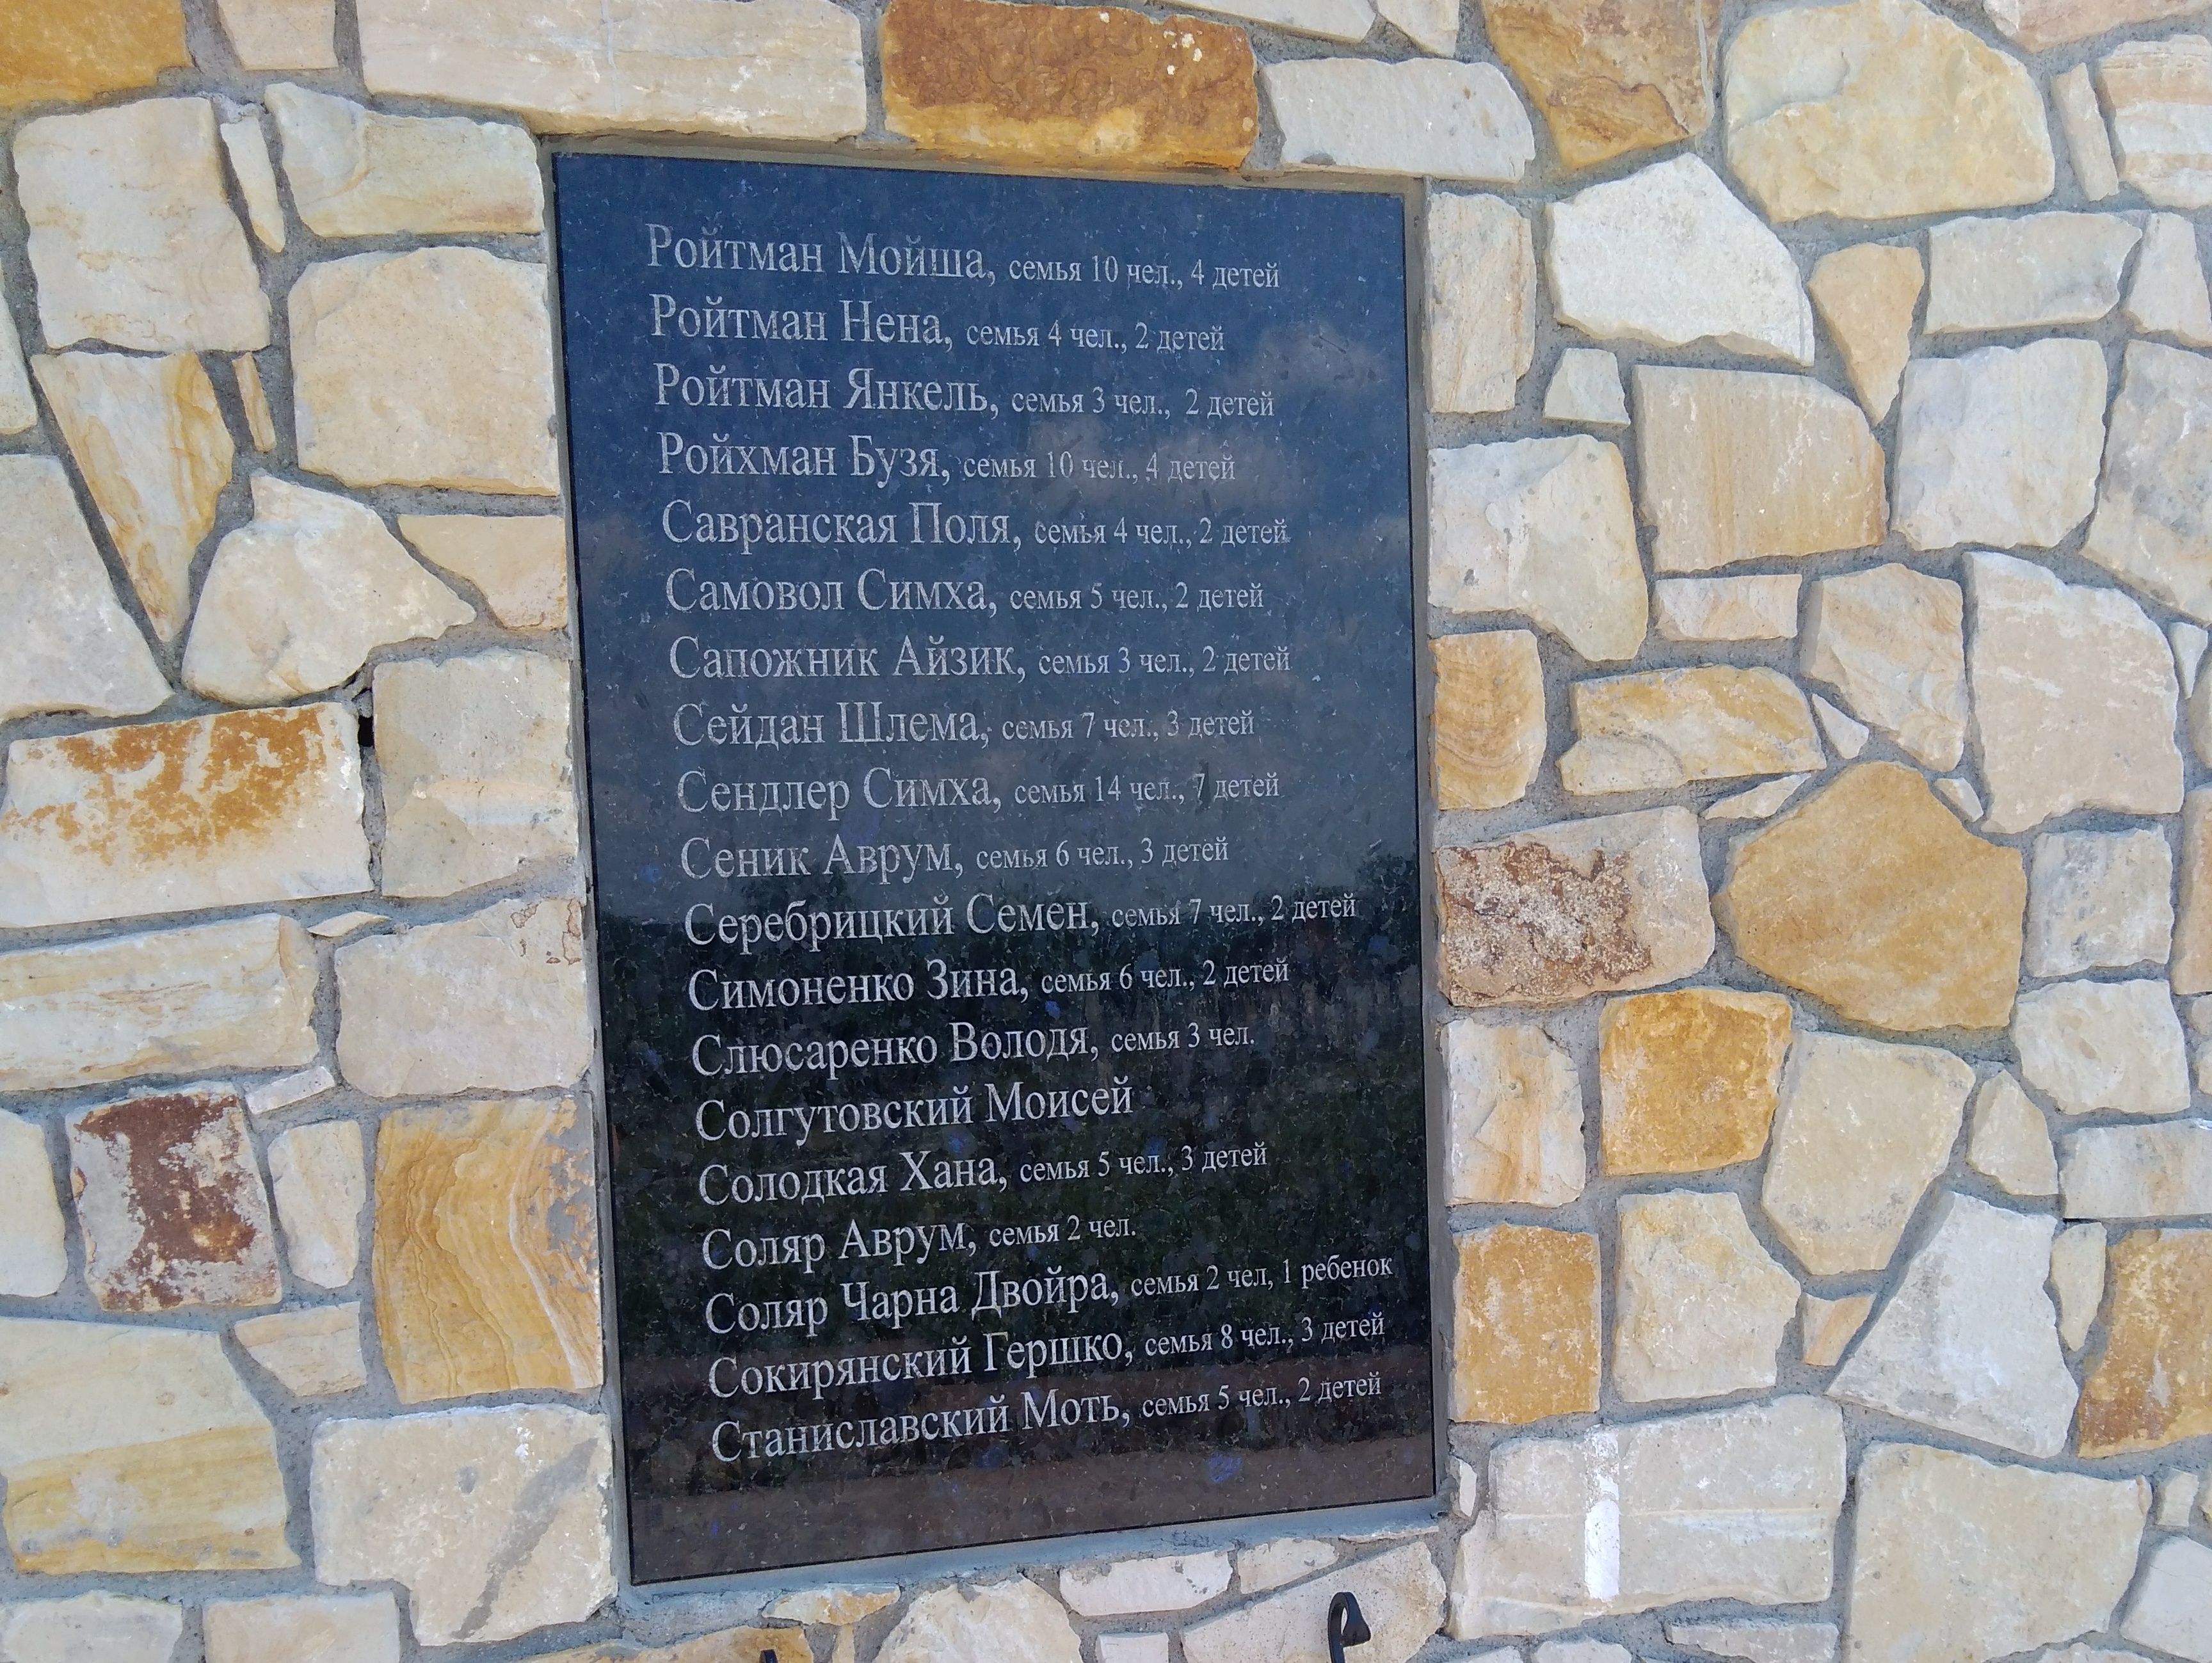 Ройтман Мойша, семья 10 чел., 4 детей
Ройтман Нена, семья 4 чел., 2 детей
Ройтман Янкель, семья 3 чел., 2 детей
Ройхман Бузя, семья 10 чел., 4 детей
Савранская Поля, семья 4 чел., 2 детей
Самовол Симха, семья 5 чел., 2 детей
Сапожник Айзик, семья 3 чел., 2 детей
Сейдан Шлема, семья 7 чел., 3 детей
Сендлер Симха, семья 14 чел., 7 детей
Сеник Аврум, семья 6 чел., 3 детей
Серебрицкий Семен, семья 7 чел., 2 детей
Симоненко Зина, семья 6 чел., 2 детей
Слюсаренко Володя, семья 3 чел.
Солгутовский Моисей
Солодкая Хана, семья 5 чел., 3 детей
Соляр Аврум, семья 2 чел.
Соляр Чарна Двойра, семья 2 чел, 1 ребенок
Сокирянский Гершко, семья 8 чел., 3 детей
Станиславский Моть, семья 5 чел., 2 детей